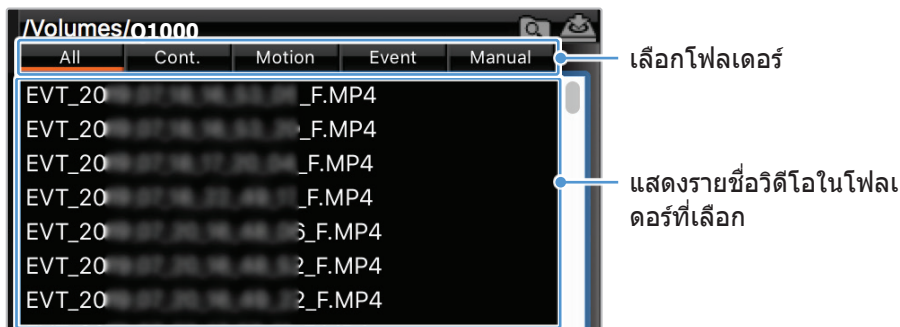 /Volumes/O1000
All Cont. Motion Event Manual
เลือกโฟลเดอร์
EVT_20 _F.MP4
EVT_20 _F.MP4
EVT_20 _F.MP4
EVT_20 _F.MP4
แสดงรายชื่อวิดีโอในโฟลเ
ดอร์ที่เลือก
EVT_20 _F.MP4
EVT_20 2_F.MP4
EVT_20 2_F.MP4